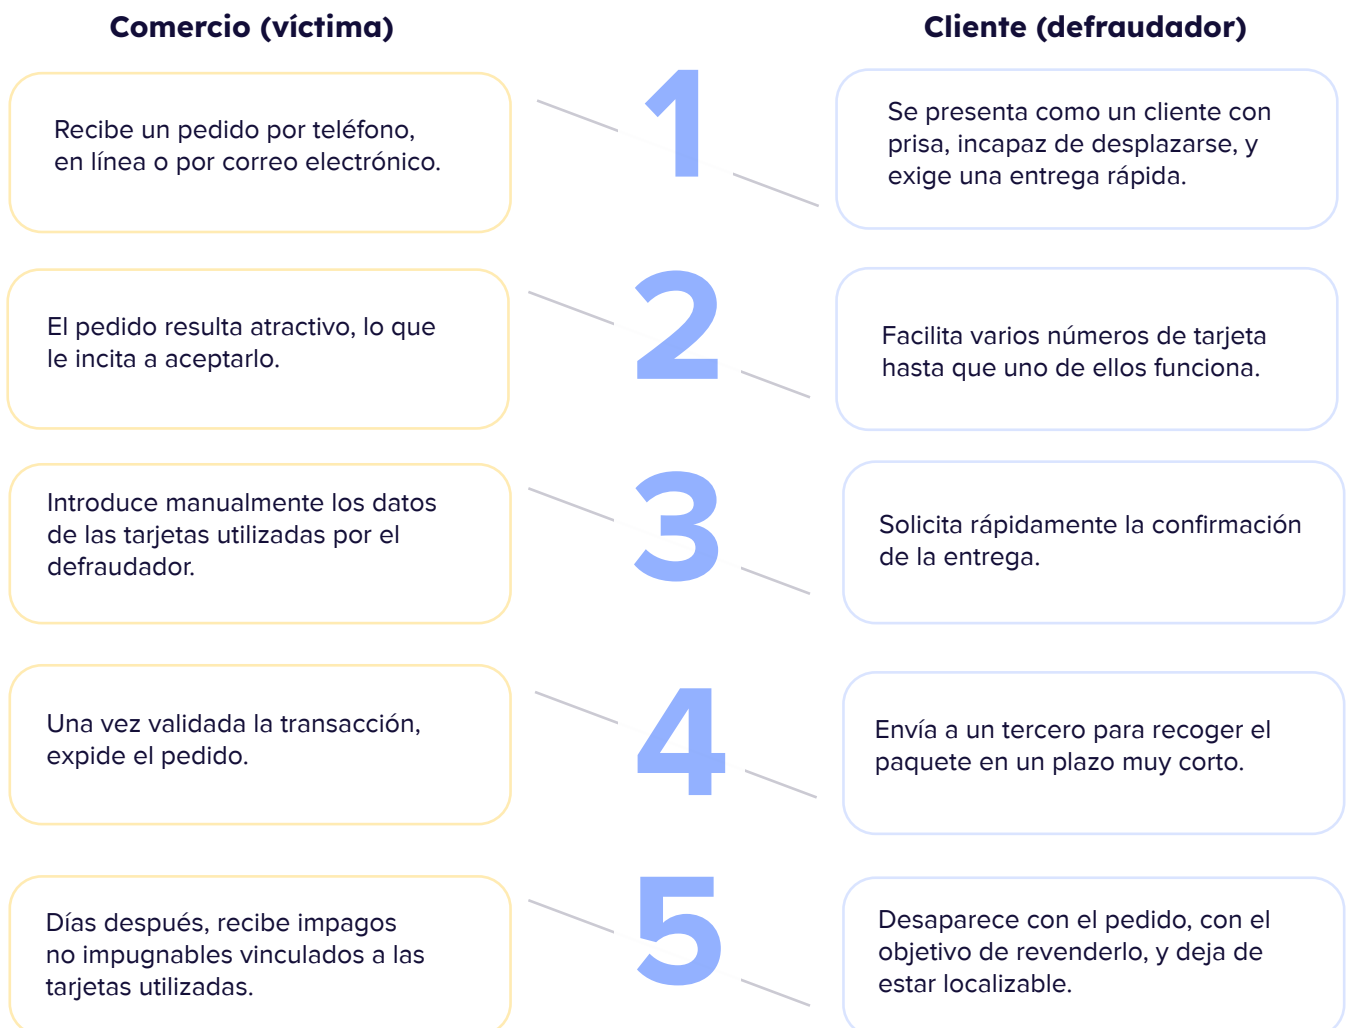 Comercio (víctima)
Cliente (defraudador)
1
Recibe un pedido por teléfono,
en línea o por correo electrónico.
Se presenta como un cliente con
prisa, incapaz de desplazarse, y
exige una entrega rápida.
2
El pedido resulta atractivo, lo que
le incita a aceptarlo.
Facilita varios números de tarjeta
hasta que uno de ellos funciona.
3
Introduce manualmente los datos
de las tarjetas utilizadas por el
defraudador.
Solicita rápidamente la confirmación
de la entrega.
4
Una vez validada la transacción,
expide el pedido.
Envía a un tercero para recoger el
paquete en un plazo muy corto.
5
Días después, recibe impagos
no impugnables vinculados a las
tarjetas utilizadas.
Desaparece con el pedido, con el
objetivo de revenderlo, y deja de
estar localizable.